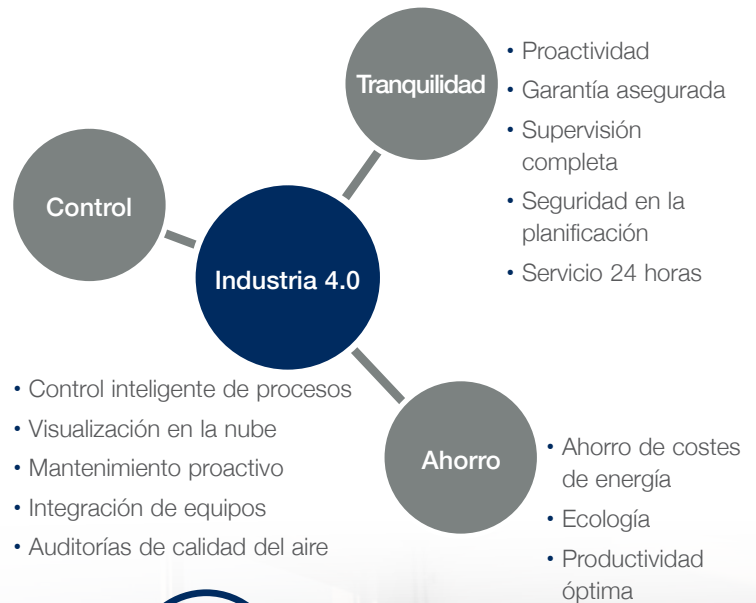 Tranquilidad
• Proactividad
• Garantía asegurada
• Supervisión
completa
• Seguridad en la
planificación
• Servicio 24 horas
Control
Industria 4.0
• Control inteligente de procesos
• Visualización en la nube
• Mantenimiento proactivo
• Integración de equipos
• Auditorías de calidad del aire
Ahorro
• Ahorro de costes
de energía
• Ecología
• Productividad
óptima